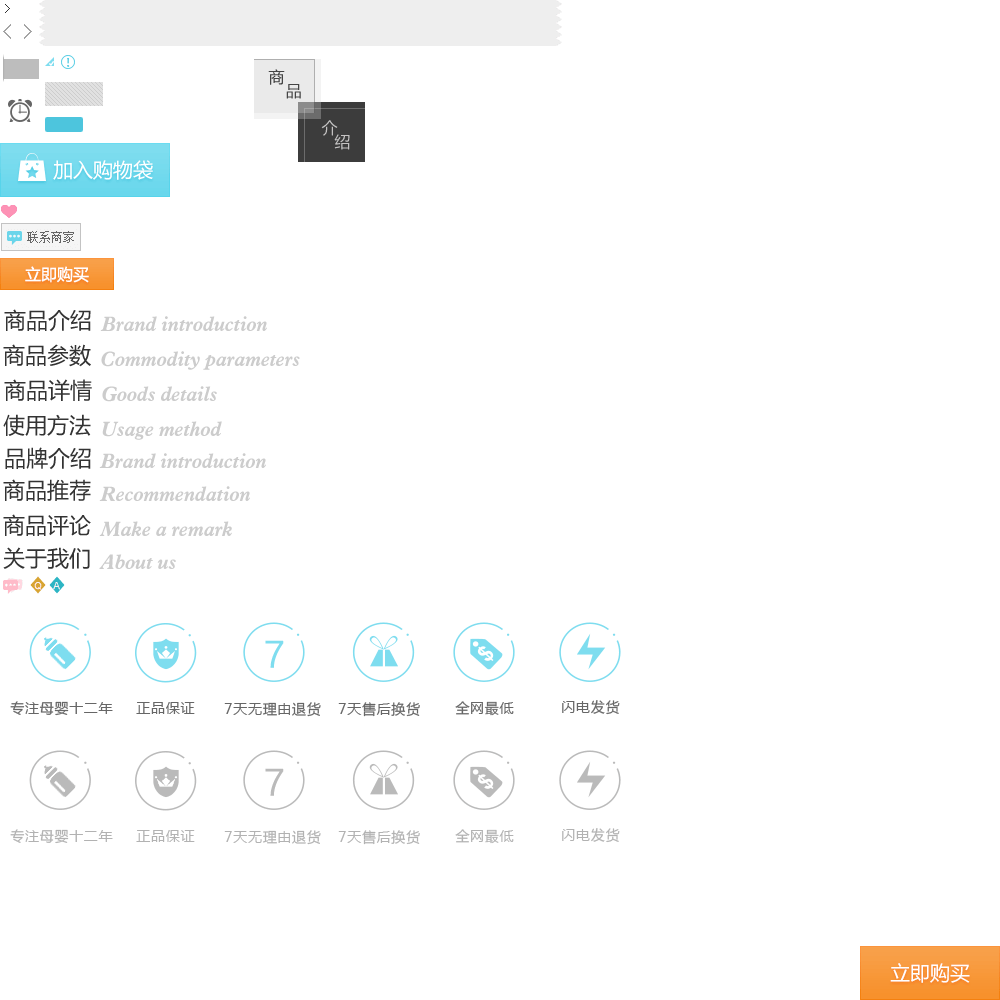 商
品
介
绍
加入购物袋
联系商家
立即购买
商品介绍 Brand introduction
商品参数 Commodity parameters
商品详情 Goods details
使用方法 Usage method
品牌介绍 Brand introduction
商品推荐 Recommendation
商品评论 Make a remark
关于我们 About us
Q A
7
专注母婴十二年 正品保证 7天无理由退货 7天售后换货 全网最低 闪电发货
7
专注母婴十二年 正品保证 7天无理由退货 7天售后换货 全网最低 闪电发货
立即购买